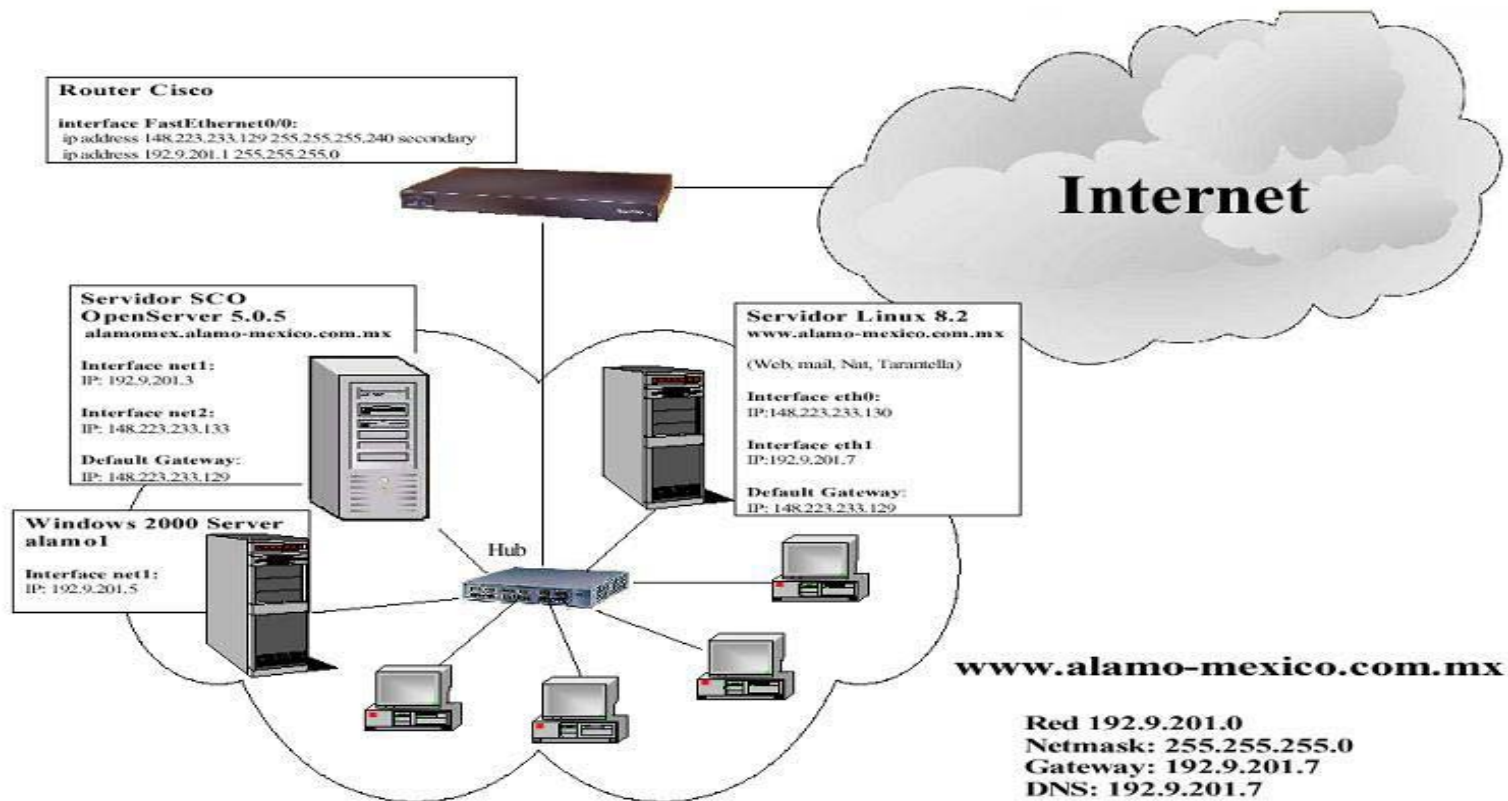 Router Cisco
interface FastEthernet0/0:
ip address 148.223.233.129 255.255.255.240 secondary
ip address 192.9.201.1 255.255.255.0
Internet
Servidor SCO
OpenServer 5.0.5
alamomex.alamo-mexico.com.mx
Interface net1:
IP: 192.9.201.3
Interface net2:
IP: 148.223.233.133
Default Gateway:
IP: 148.223.233.129
Servidor Linux 8.2
www.alamo-mexico.com.mx
(Web, mail, Nat, Tarantella)
Interface eth0:
IP:148.223.233.130
Interface eth1
IP:192.9.201.7
Default Gateway:
IP: 148.223.233.129
Windows 2000 Server
alamo1
Interface net1:
IP: 192.9.201.5
Hub
www.alamo-mexico.com.mx
Red 192.9.201.0
Netmask: 255.255.255.0
Gateway: 192.9.201.7
DNS: 192.9.201.7